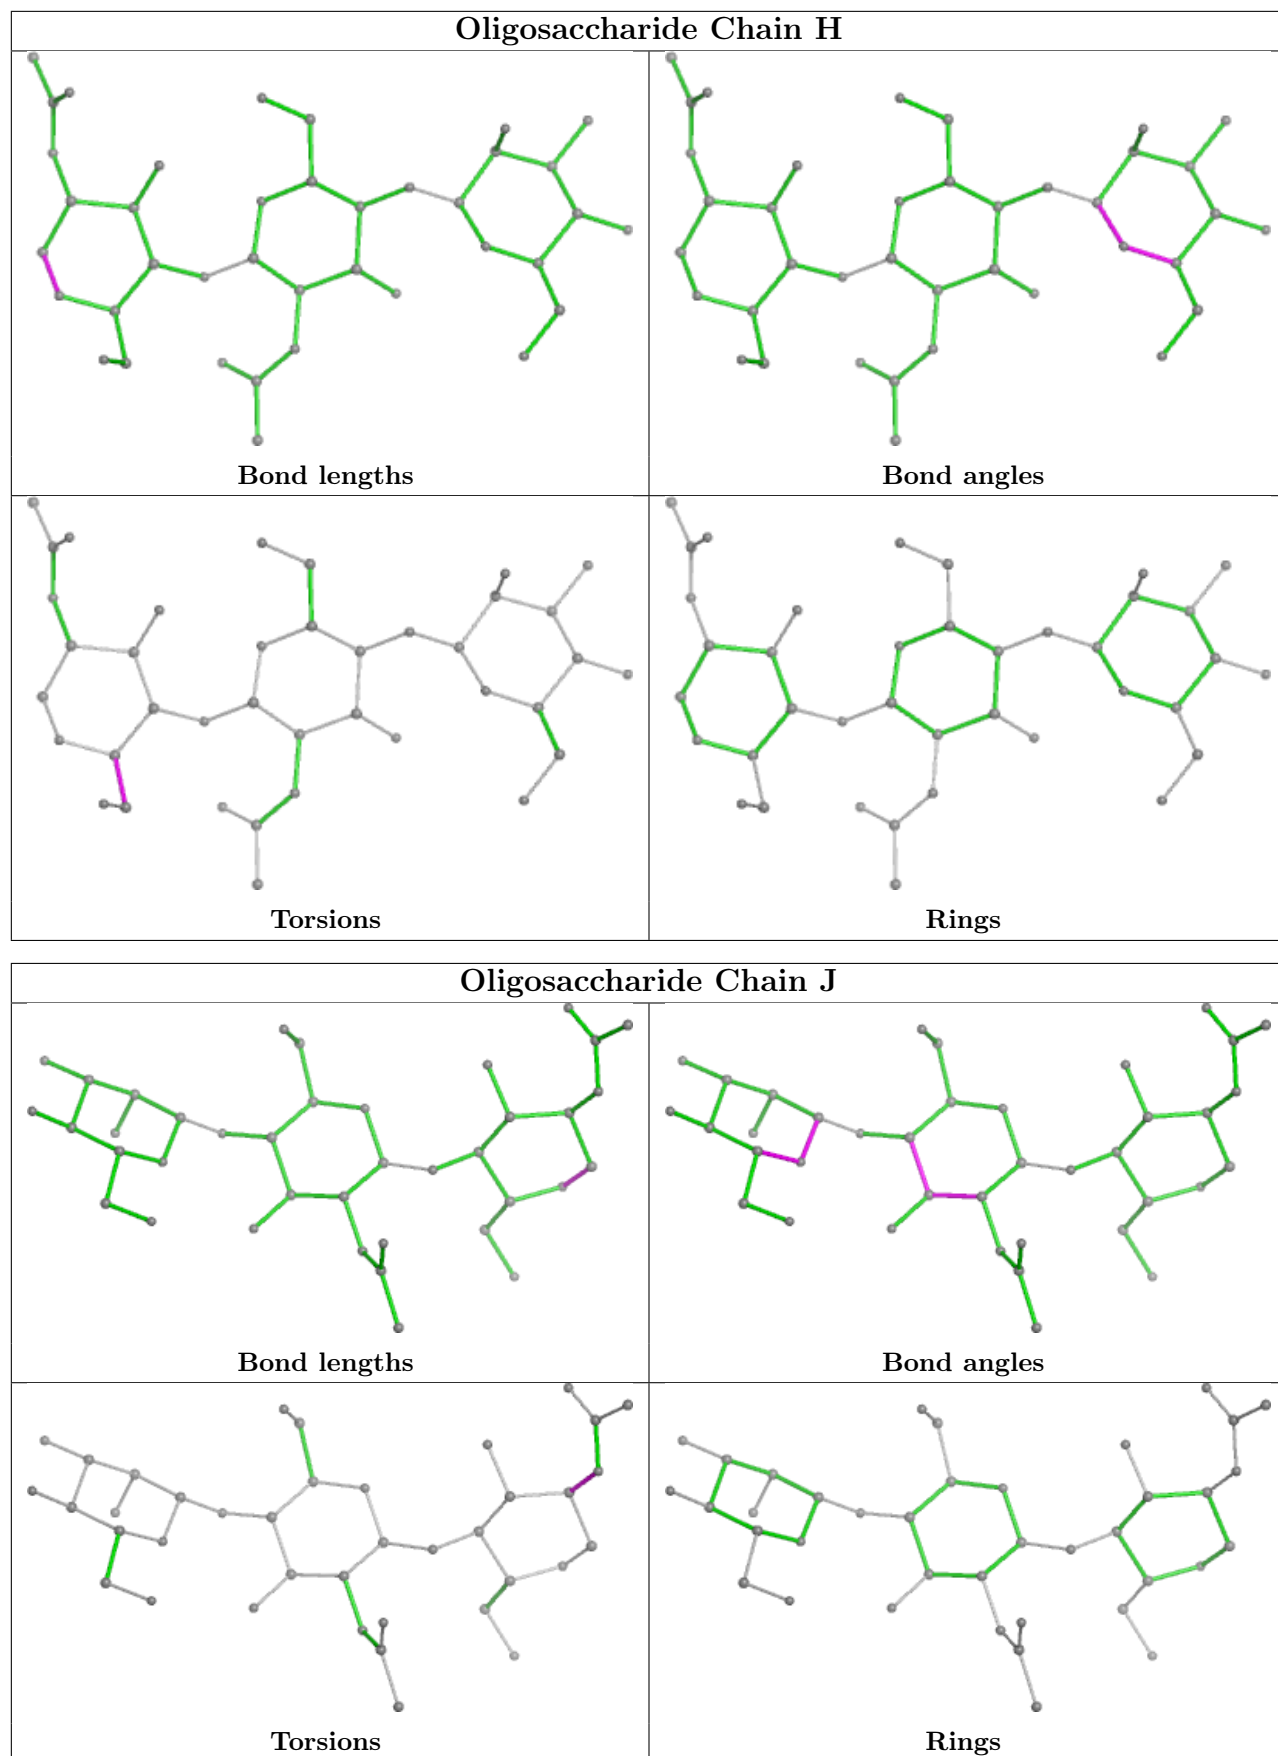 Oligosaccharide Chain H
Bond lengths
Bond angles
Torsions
Rings
Oligosaccharide Chain J
Bond lengths
Bond angles
Torsions
Rings